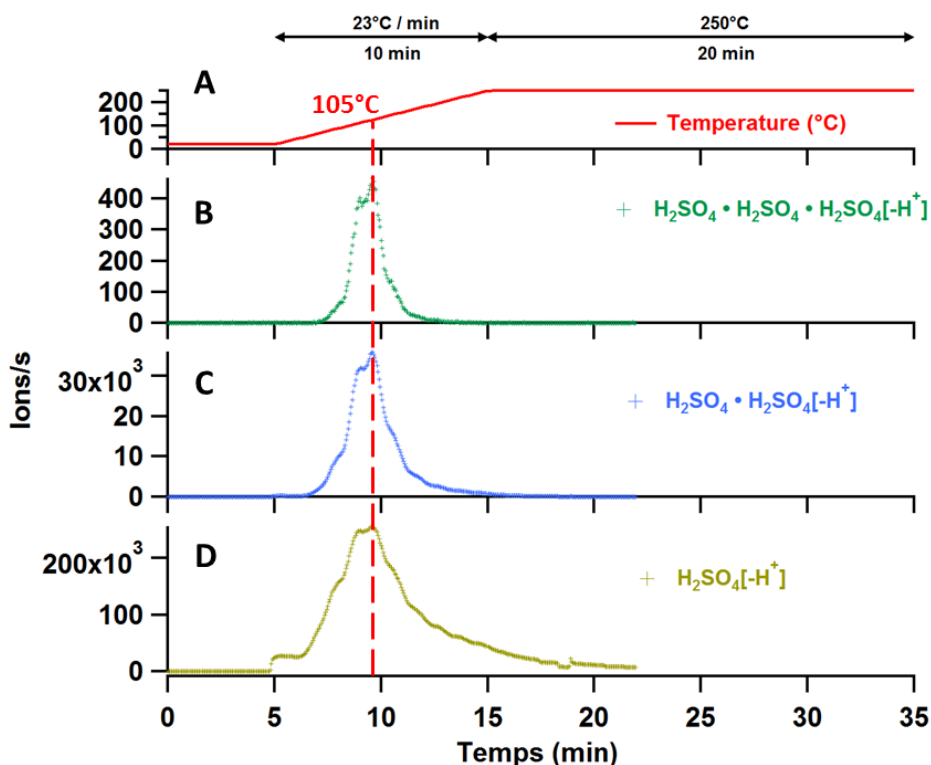 23°C / min
250°C
10 min
20 min
A
105°C
200
100
0
Temperature (°C)
B
400
300
200
100
0
H₂SO₄ • H₂SO₄ • H₂SO₄[-H⁺]
Ions/s
C
30x10³
20
10
0
H₂SO₄ • H₂SO₄[-H⁺]
D
200x10³
100
0
H₂SO₄[-H⁺]
0 5 10 15 20 25 30 35
Temps (min)